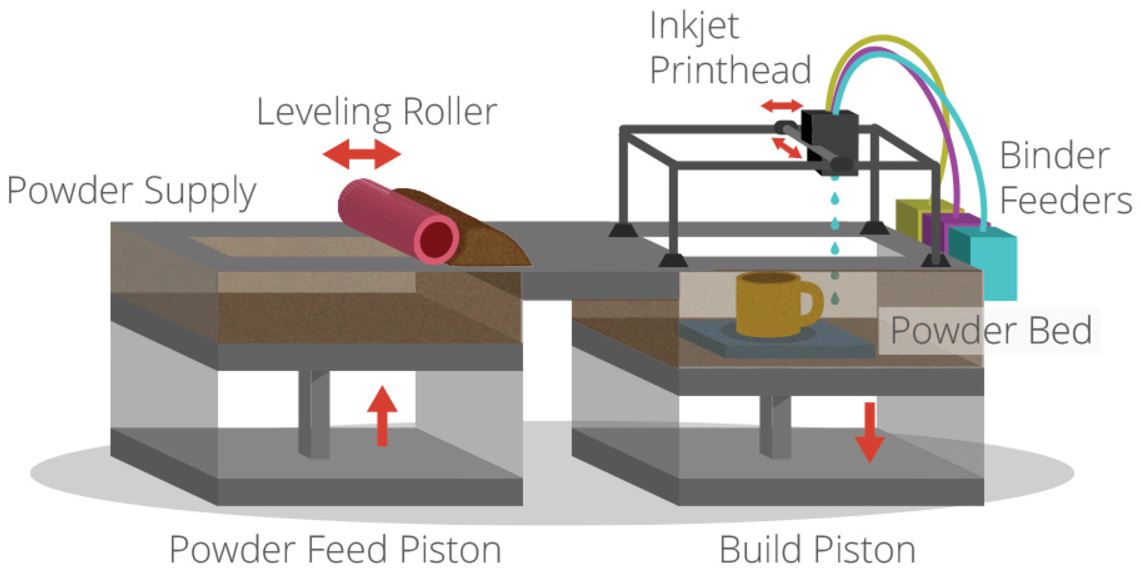 Inkjet
Printhead
Leveling Roller
Binder
Feeders
Powder Supply
Powder Bed
Powder Feed Piston
Build Piston